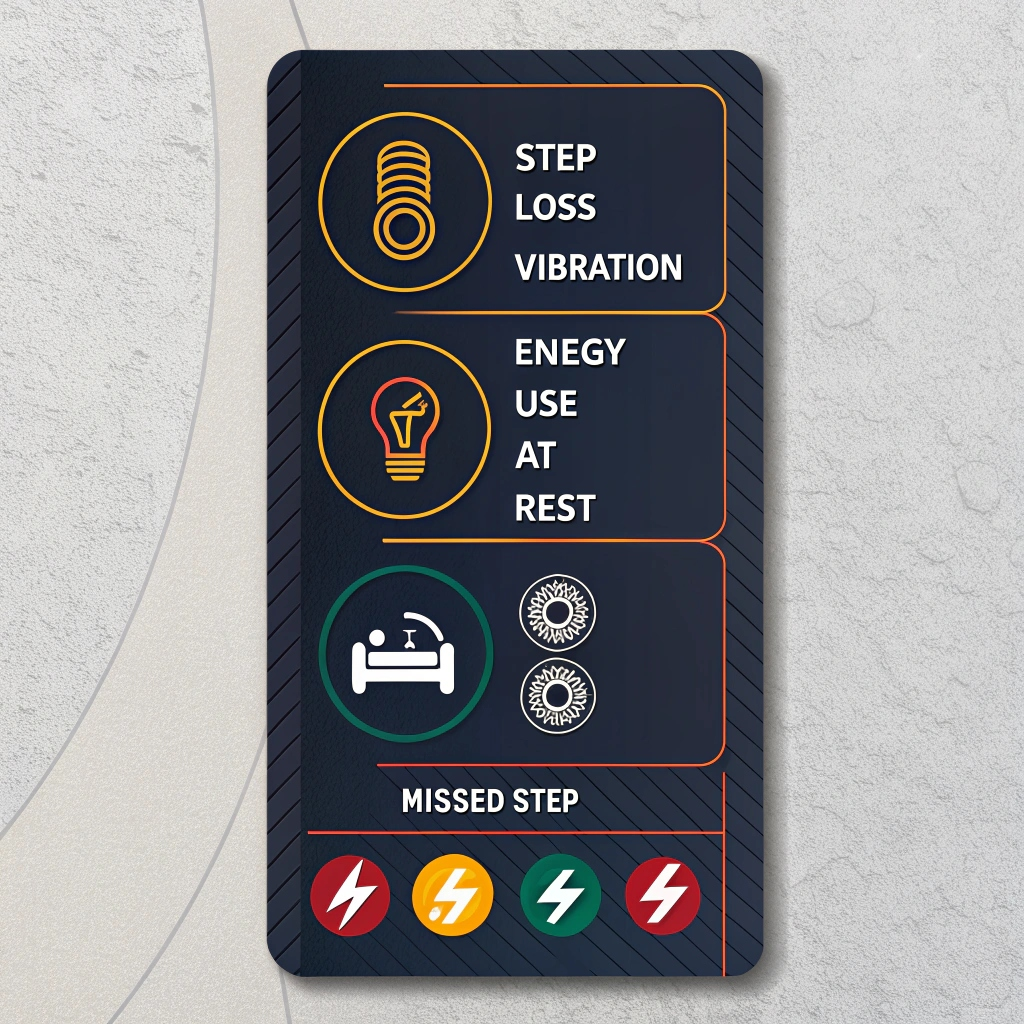 STEP
LOSS
VIBRATION
ENEGY
USE
AT
REST
MISSED STEP